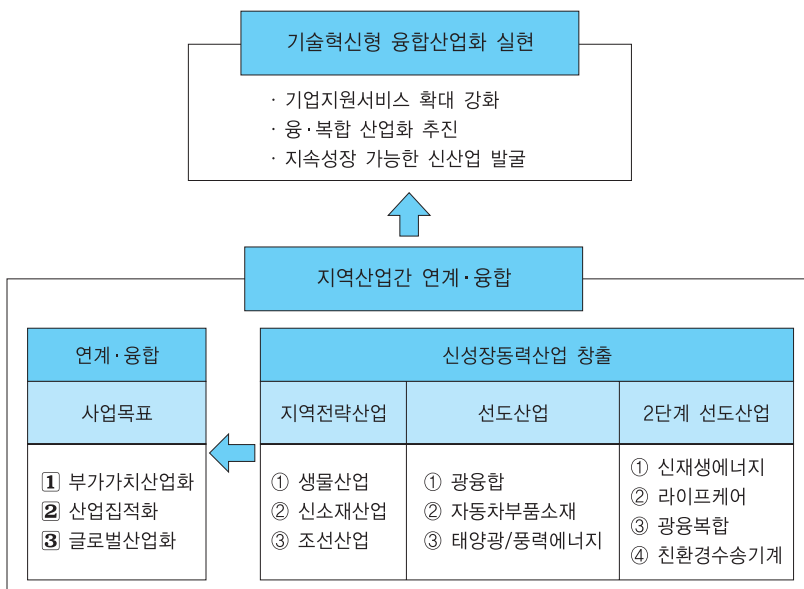 기술혁신형 융합산업화 실현
· 기업지원서비스 확대 강화
· 융·복합 산업화 추진
· 지속성장 가능한 신산업 발굴
지역산업간 연계·융합
연계·융합
사업목표
1 부가가치산업화
2 산업집적화
3 글로벌산업화
신성장동력산업 창출
지역전략산업
① 생물산업
② 신소재산업
③ 조선산업
선도산업
① 광융합
② 자동차부품소재
③ 태양광/풍력에너지
2단계 선도산업
① 신재생에너지
② 라이프케어
③ 광융복합
④ 친환경수송기계